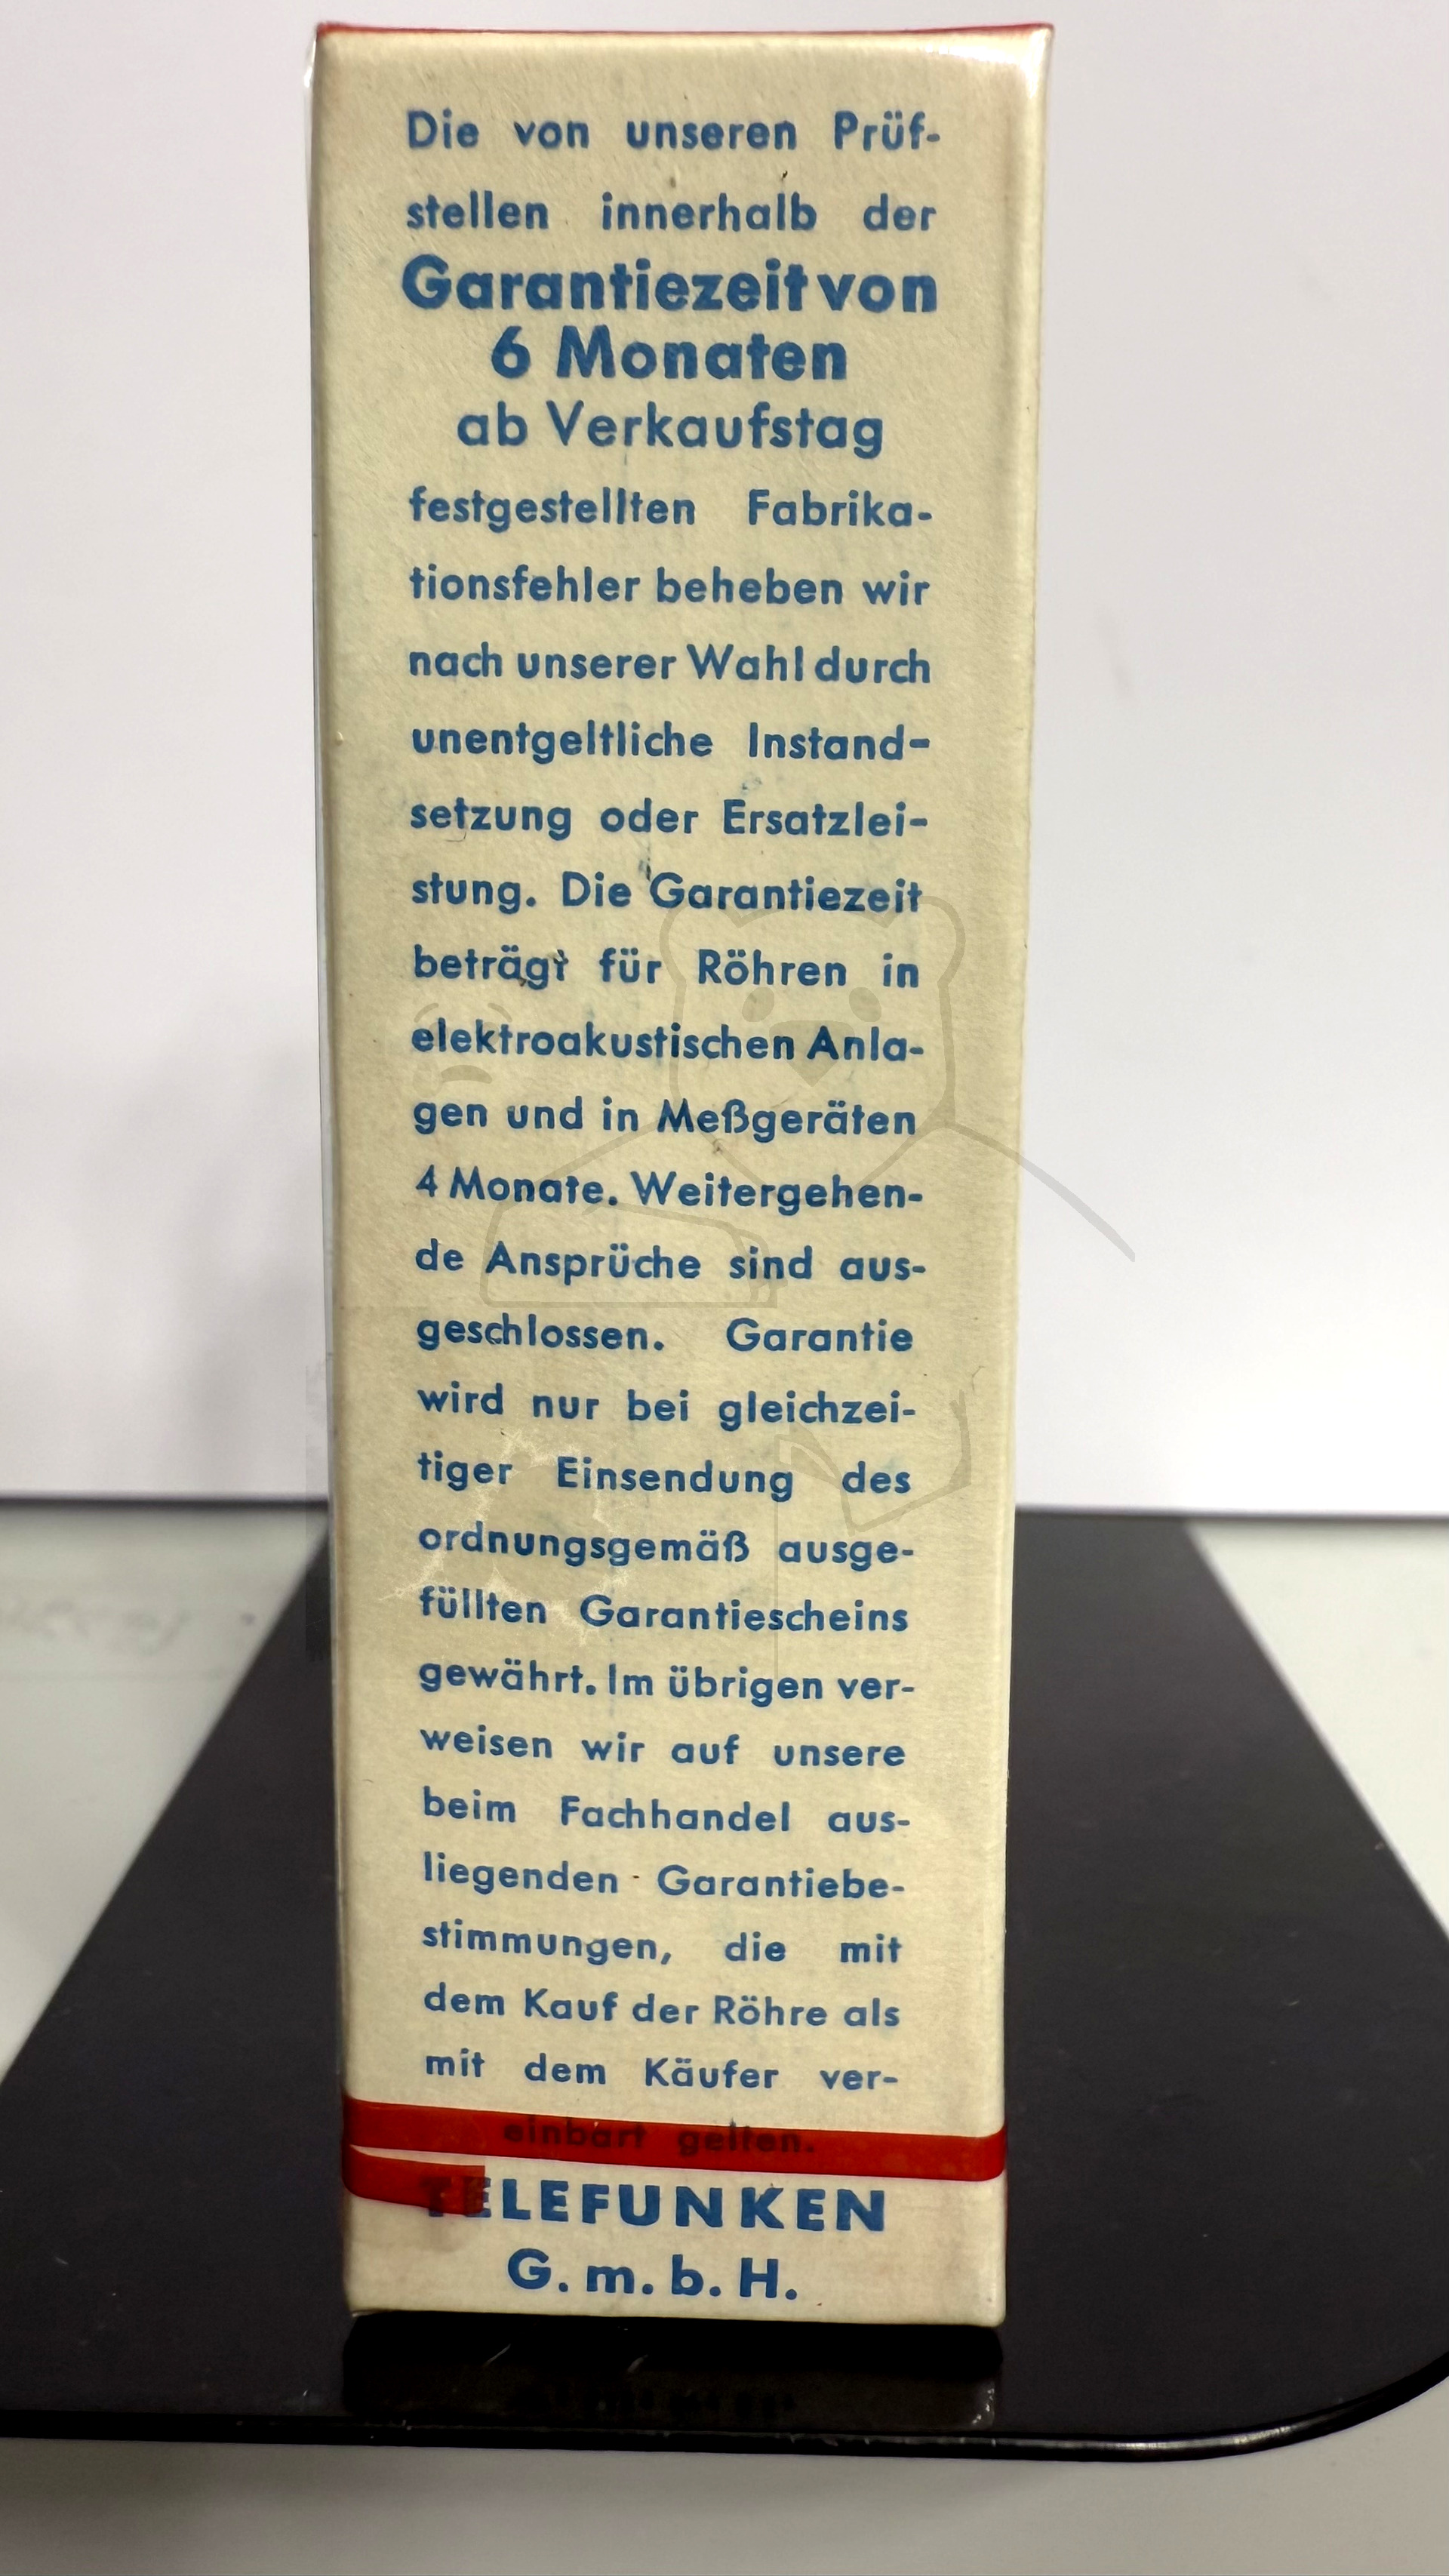 Die von unseren Prüf-
stellen innerhalb der
Garantiezeit von
6 Monaten
ab Verkaufstag
festgestellten Fabrika-
tionsfehler beheben wir
nach unserer Wahl durch
unentgeltliche Instand-
setzung oder Ersatzlei-
stung. Die Garantiezeit
beträgt für Röhren in
elektroakustischen Anla-
gen und in Meßgeräten
4 Monate. Weitergehen-
de Ansprüche sind aus-
geschlossen. Garantie
wird nur bei gleichzei-
tiger Einsendung des
ordnungsgemäß ausge-
füllten Garantiescheins
gewährt. Im übrigen ver-
weisen wir auf unsere
beim Fachhandel aus-
liegenden Garantiebe-
stimmungen, die mit
dem Kauf der Röhre als
mit dem Käufer ver-
einbart gelten.
TELEFUNKEN
G.m.b.H.